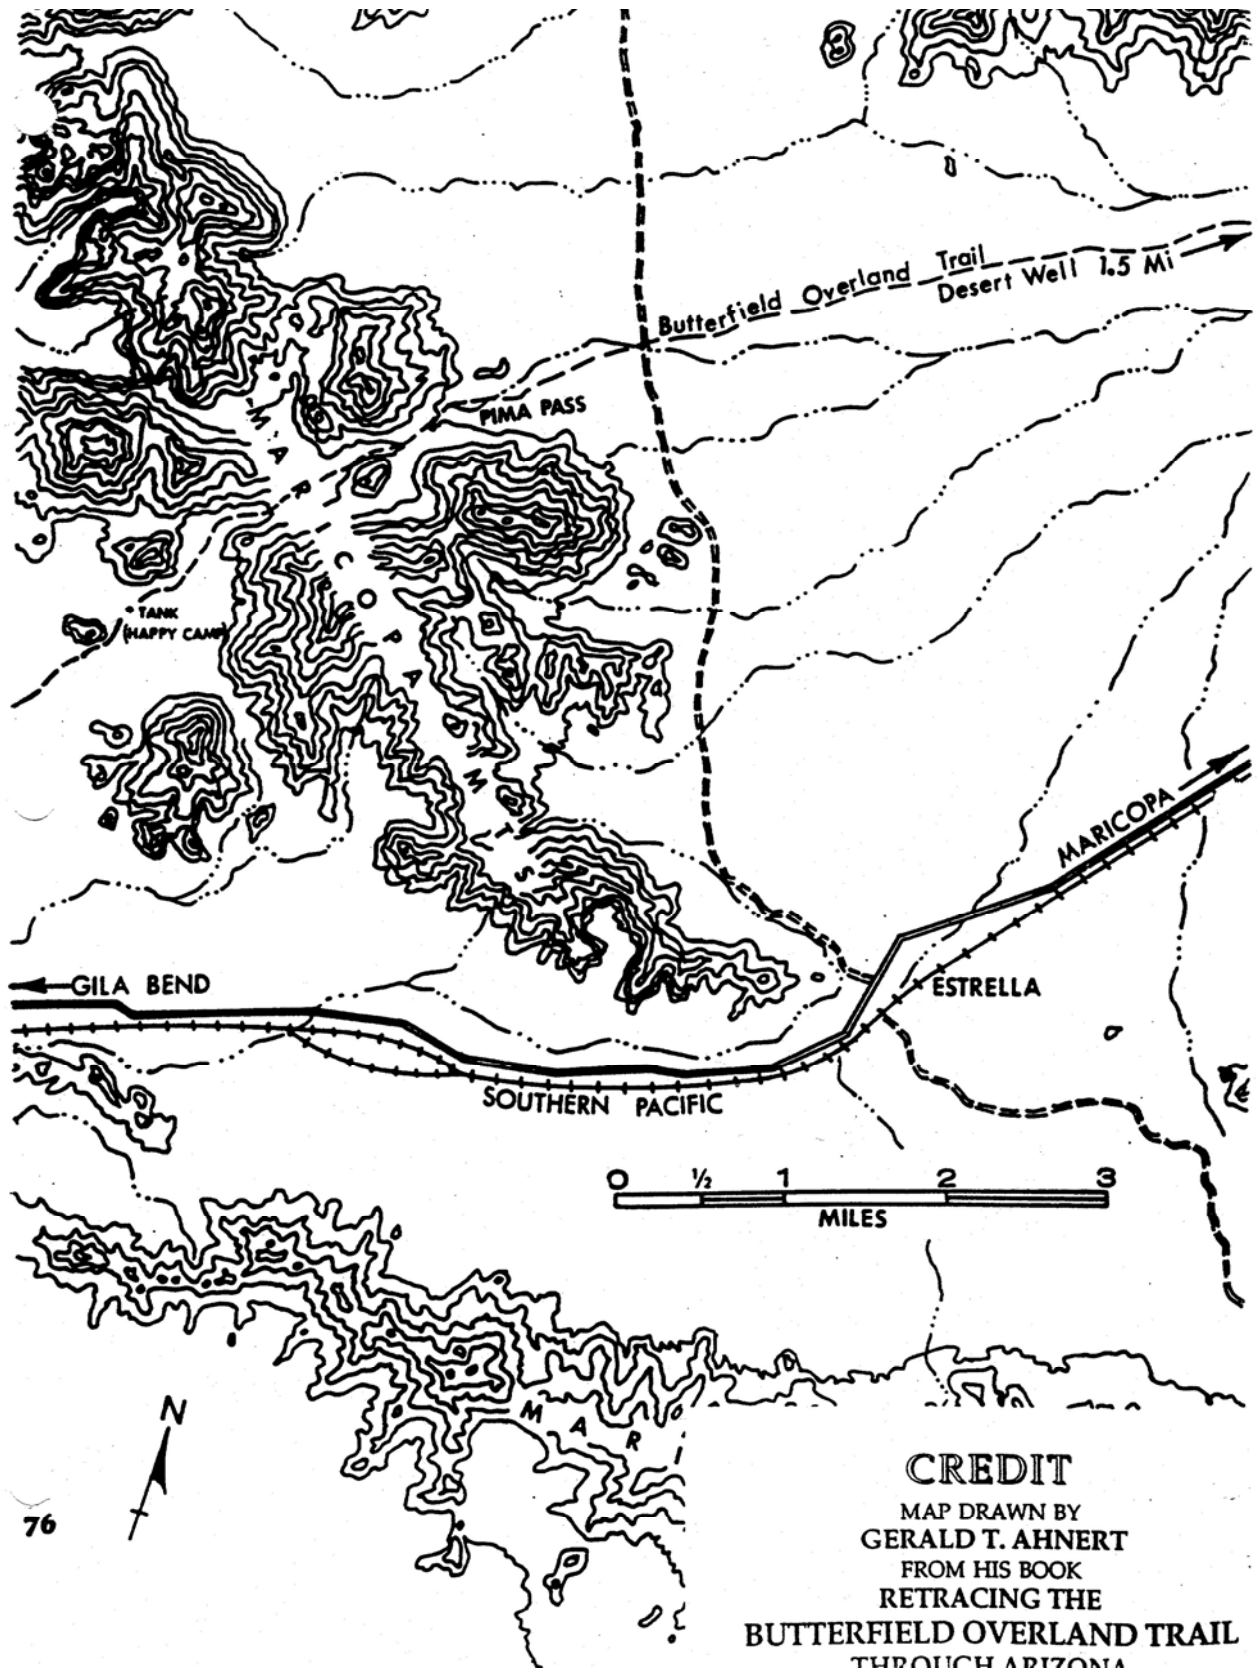 Butterfield Overland Trail
Desert Well 1.5 Mi
PIMA PASS
MARICOPA MTS
TANK
(HAPPY CAMP)
MARICOPA
GILA BEND
ESTRELLA
SOUTHERN PACIFIC
0 ½ 1 2 3
MILES
MAR
N
76
CREDIT
MAP DRAWN BY
GERALD T. AHNERT
FROM HIS BOOK
RETRACING THE
BUTTERFIELD OVERLAND TRAIL
THROUGH ARIZONA